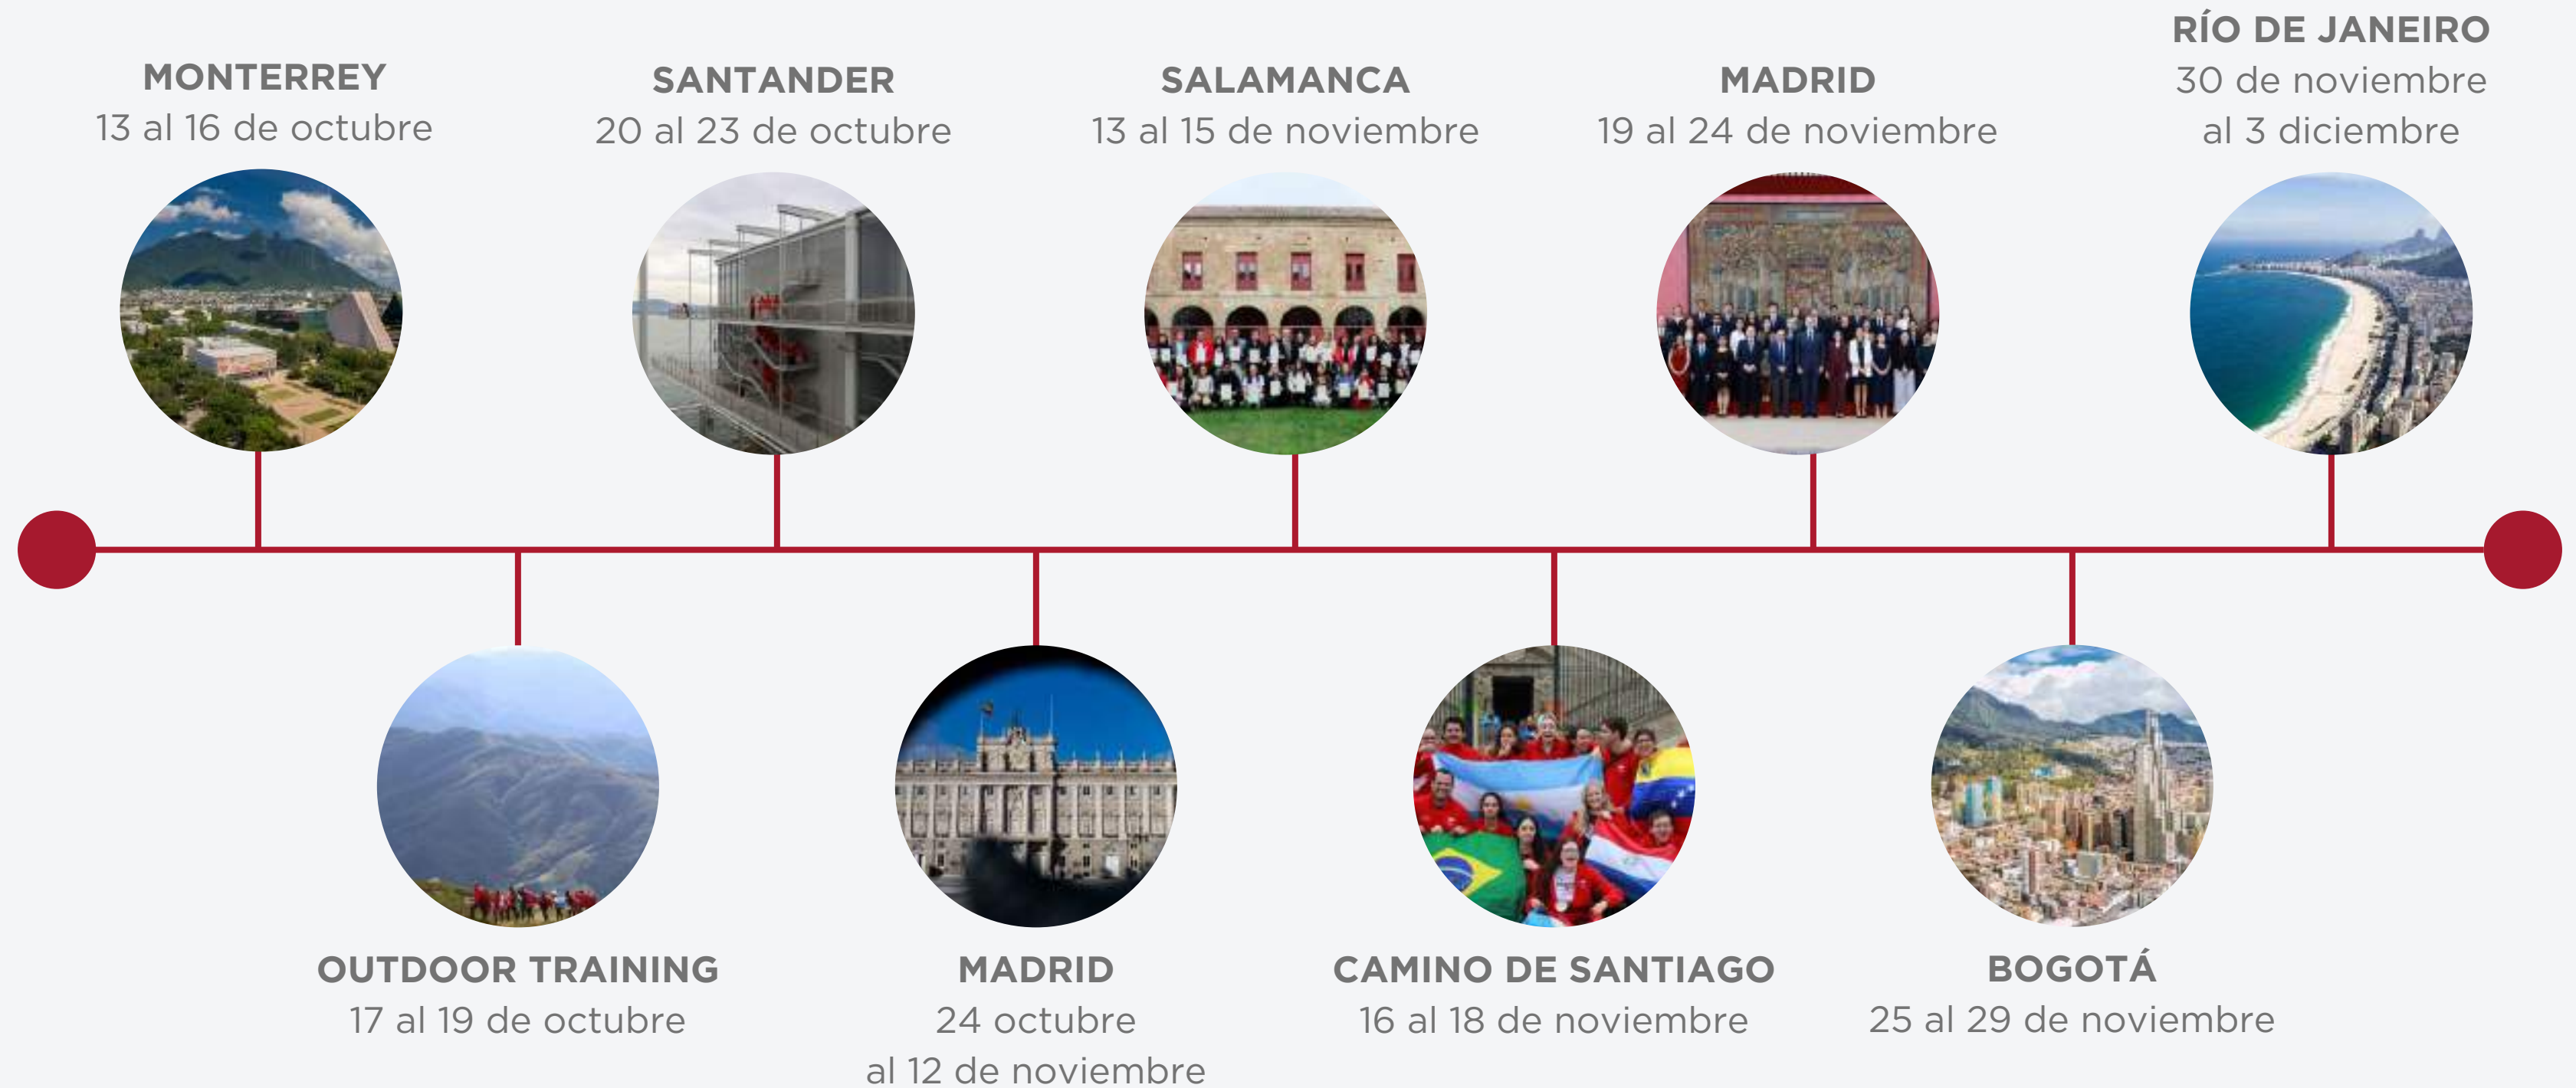 MONTERREY
13 al 16 de octubre
SANTANDER
20 al 23 de octubre
SALAMANCA
13 al 15 de noviembre
MADRID
19 al 24 de noviembre
RÍO DE JANEIRO
30 de noviembre
al 3 diciembre
OUTDOOR TRAINING
17 al 19 de octubre
MADRID
24 octubre
al 12 de noviembre
CAMINO DE SANTIAGO
16 al 18 de noviembre
BOGOTÁ
25 al 29 de noviembre